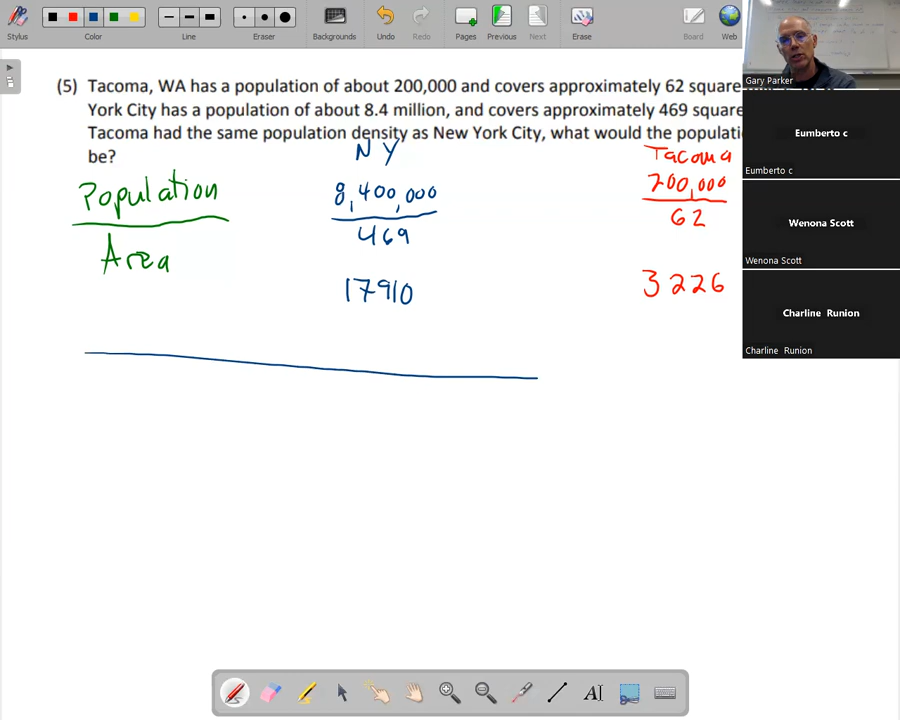 Stylus Color Line Eraser Backgrounds Undo Redo Pages Previous Next Erase Board Web
Gary Parker
(5) Tacoma, WA has a population of about 200,000 and covers approximately 62 square
York City has a population of about 8.4 million, and covers approximately 469 square
Tacoma had the same population density as New York City, what would the populati
be?
Population
Area
N Y
8,400,000
469
17910
Tacoma
200,000
62
3226
Eumberto c
Eumberto c
Wenona Scott
Wenona Scott
Charline Runion
Charline Runion
A